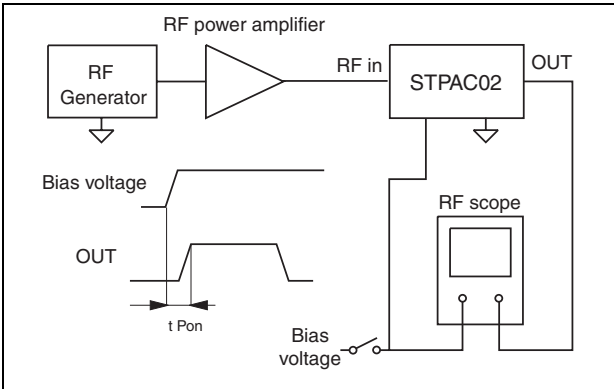 RF power amplifier
RF
Generator
RF in
STPAC02
OUT
Bias voltage
OUT
t Pon
RF scope
Bias
voltage